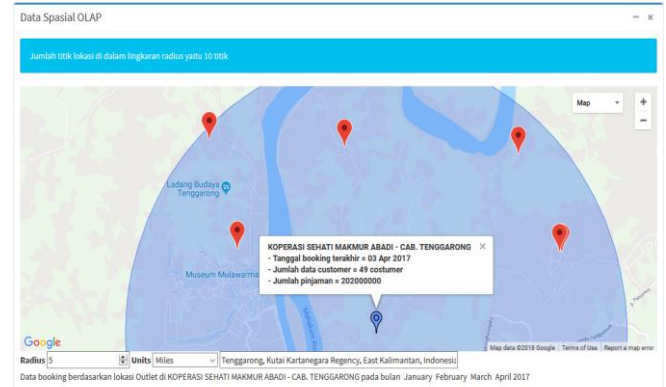 Data Spasial OLAP
Jumlah titik lokasi di dalam lingkaran radius yaitu 10 titik
Map
Ladang Budaya
Tenggarong
KOPERASI SEHATI MAKMUR ABADI - CAB. TENGGARONG
- Tanggal booking terakhir = 03 Apr 2017
- Jumlah data customer = 49 costumer
- Jumlah pinjaman = 202000000
Museum Mulawarma
Google
Map data ©2018 Google
Terms of Use
Report a map error
Radius 5 Units Miles Tenggarong, Kutai Kartanegara Regency, East Kalimantan, Indonesia
Data booking berdasarkan lokasi Outlet di KOPERASI SEHATI MAKMUR ABADI - CAB. TENGGARONG pada bulan January February March April 2017